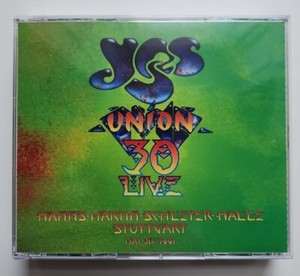 YES
UNION
30
LIVE
HANNS-MARTIN-SCHLEYER-HALLE
STUTTGART